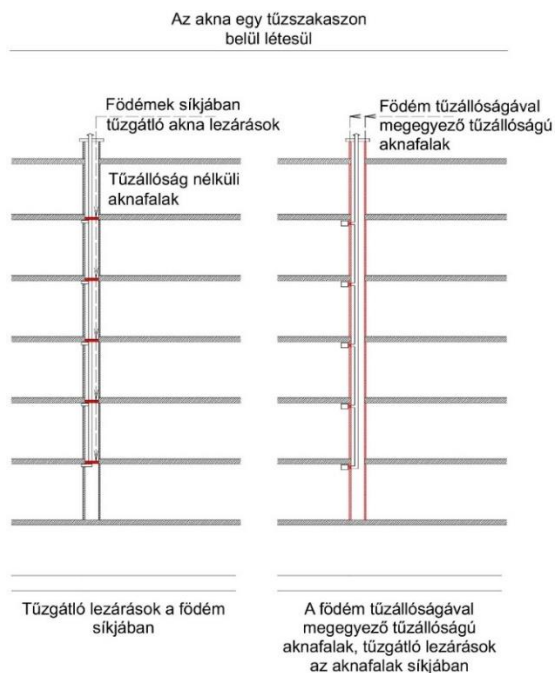 Az akna egy tűzszakaszon
belül létesül
Födémek síkjában
tűzgátló akna lezárások
Tűzállóság nélküli
aknafalak
Födém tűzállóságával
megegyező tűzállóságú
aknafalak
Tűzgátló lezárások a födém
síkjában
A födém tűzállóságával
megegyező tűzállóságú
aknafalak, tűzgátló lezárások
az aknafalak síkjában